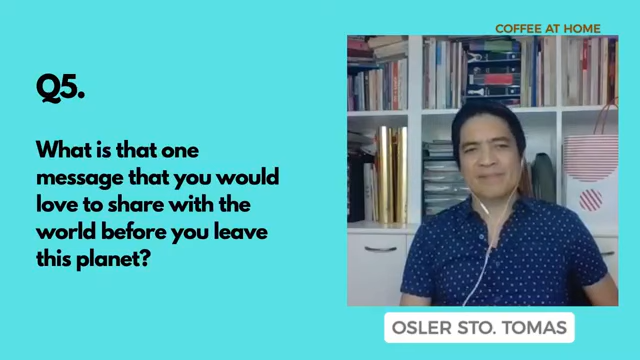 COFFEE AT HOME
Q5.
What is that one
message that you would
love to share with the
world before you leave
this planet?
OSLER STO. TOMAS